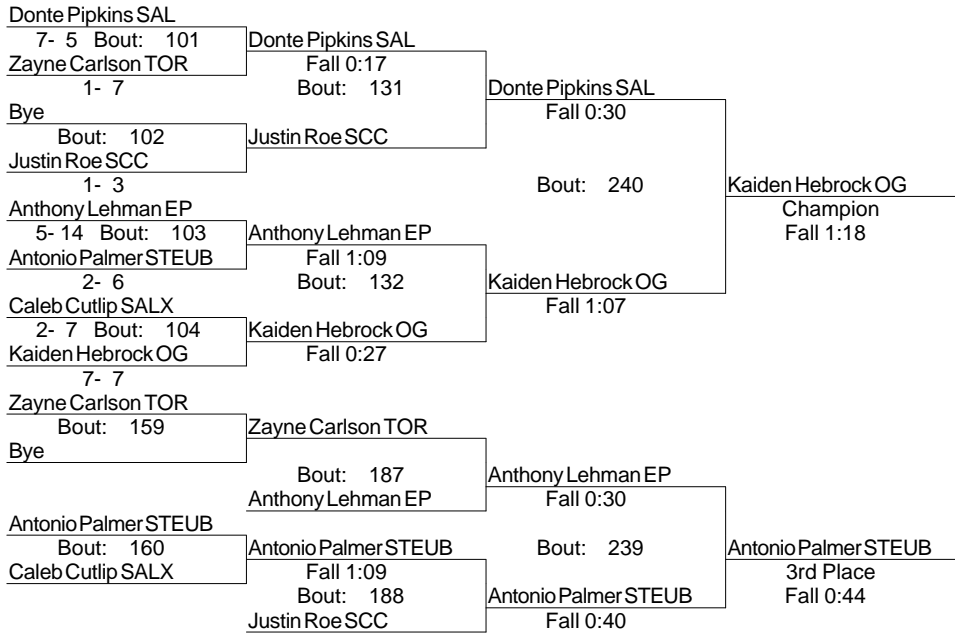 Donte Pipkins SAL
7- 5 Bout: 101 Donte Pipkins SAL
Zayne Carlson TOR Fall 0:17
1- 7 Bout: 131 Donte Pipkins SAL
Bye Fall 0:30
Bout: 102 Justin Roe SCC
Justin Roe SCC
1- 3 Bout: 240 Kaiden Hebrock OG
Anthony Lehman EP Champion
5- 14 Bout: 103 Anthony Lehman EP Fall 1:18
Antonio Palmer STEUB Fall 1:09
2- 6 Bout: 132 Kaiden Hebrock OG
Caleb Cutlip SALX Fall 1:07
2- 7 Bout: 104 Kaiden Hebrock OG
Kaiden Hebrock OG Fall 0:27
7- 7
Zayne Carlson TOR
Bout: 159 Zayne Carlson TOR
Bye
Bout: 187 Anthony Lehman EP
Anthony Lehman EP Fall 0:30
Antonio Palmer STEUB
Bout: 160 Antonio Palmer STEUB Bout: 239 Antonio Palmer STEUB
Caleb Cutlip SALX Fall 1:09 3rd Place
Bout: 188 Antonio Palmer STEUB Fall 0:44
Justin Roe SCC Fall 0:40